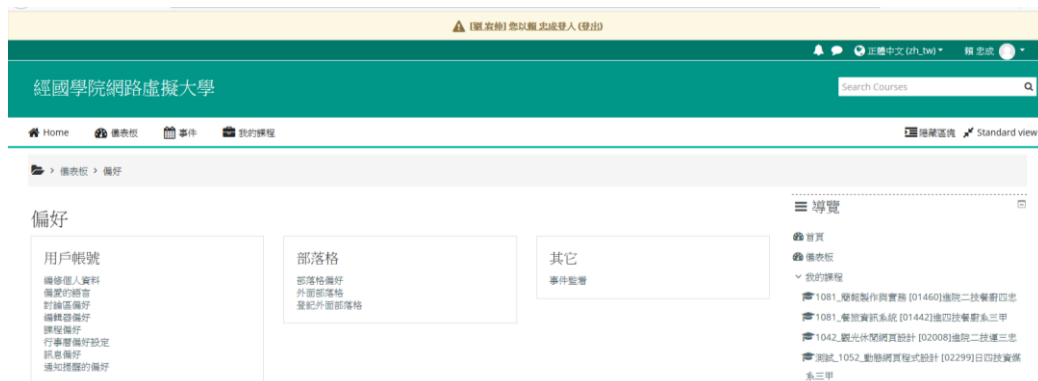 您以賴 忠成登入 (登出)
正體中文 (zh_tw)
賴 忠成
經國學院網路虛擬大學
Search Courses
Home 儀表板 事件 我的課程
隱藏區塊 Standard view
儀表板 > 偏好
偏好
用戶帳號
編修個人資料
偏愛的語言
討論區偏好
編輯器偏好
課程偏好
行事曆偏好設定
訊息偏好
通知提醒的偏好
部落格
部落格偏好
外面部落格
登記外面部落格
其它
事件監看
導覽
首頁
儀表板
我的課程
1081_簡報製作與實務 [01460]進院二技餐廚四忠
1081_餐旅資訊系統 [01442]進四技餐廚系三甲
1042_觀光休閒網頁設計 [02008]進院二技運三忠
測試_1052_動態網頁程式設計 [02299]日四技資媒
系三甲